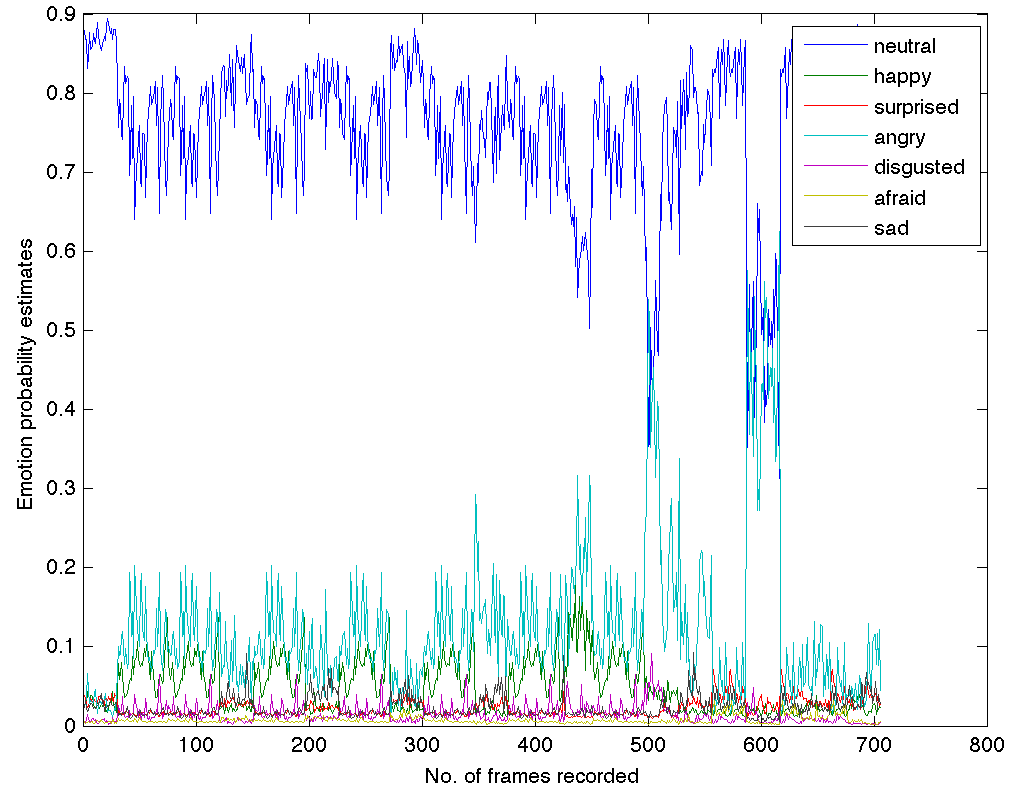 0.9
0.8
0.7
0.6
0.5
0.4
0.3
0.2
0.1
0
Emotion probability estimates
neutral
happy
surprised
angry
disgusted
afraid
sad
0 100 200 300 400 500 600 700 800
No. of frames recorded